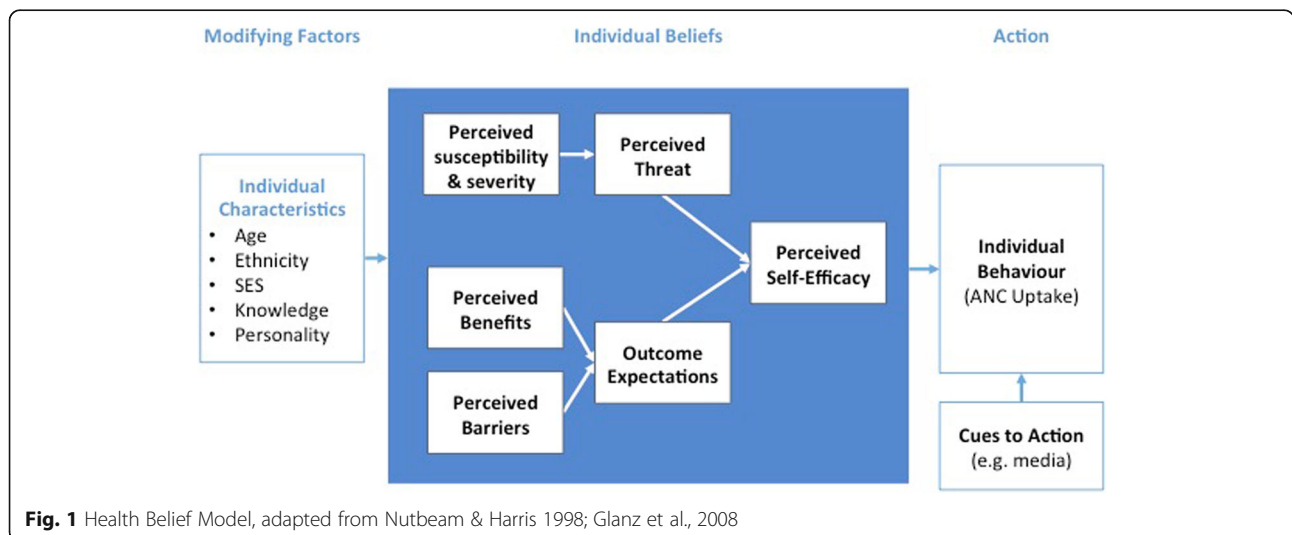 Modifying Factors
Individual Beliefs
Action
Individual
Characteristics
• Age
• Ethnicity
• SES
• Knowledge
• Personality
Perceived
susceptibility
& severity
Perceived
Threat
Perceived
Benefits
Perceived
Barriers
Outcome
Expectations
Perceived
Self-Efficacy
Individual
Behaviour
(ANC Uptake)
Cues to Action
(e.g. media)
Fig. 1 Health Belief Model, adapted from Nutbeam & Harris 1998; Glanz et al., 2008